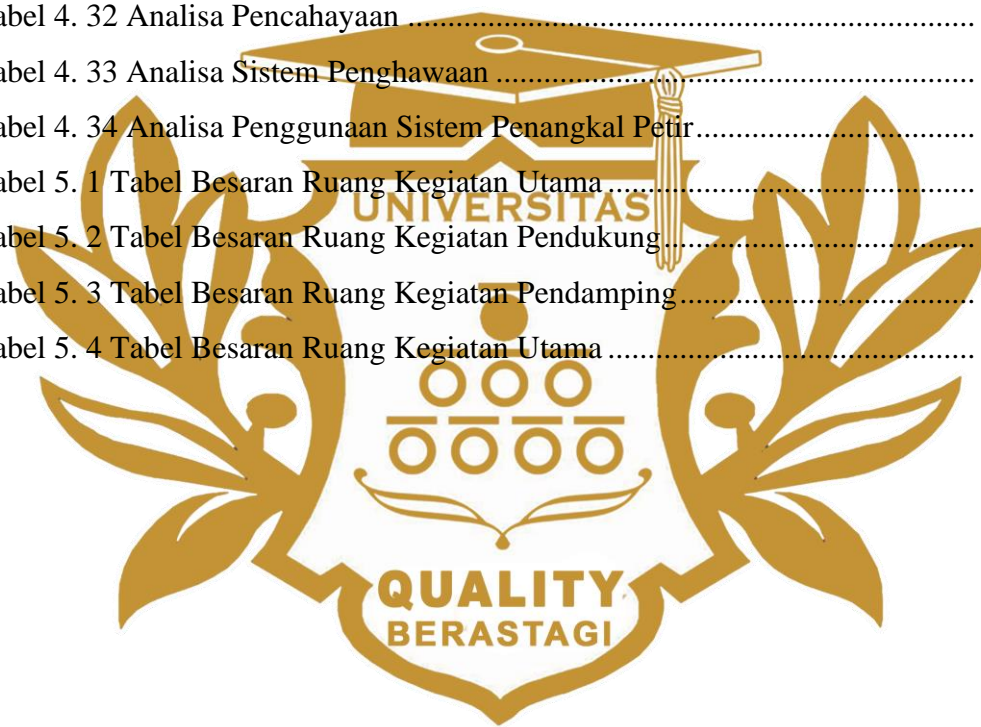 abel 4. 32 Analisa Pencahayaan ........................................................................
abel 4. 33 Analisa Sistem Penghawaan .............................................................
abel 4. 34 Analisa Penggunaan Sistem Penangkal Petir....................................
abel 5. 1 Tabel Besaran Ruang Kegiatan Utama ...............................................
UNIVERSITAS
abel 5. 2 Tabel Besaran Ruang Kegiatan Pendukung........................................
abel 5. 3 Tabel Besaran Ruang Kegiatan Pendamping......................................
abel 5. 4 Tabel Besaran Ruang Kegiatan Utama ...............................................
QUALITY
BERASTAGI